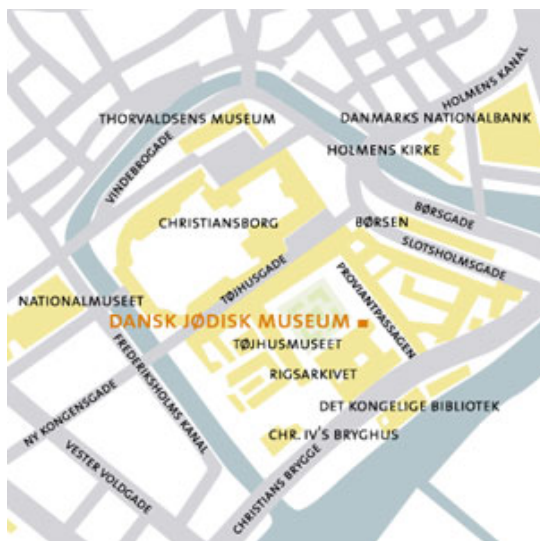 HOLMENS KANAL
THORVALDSENS MUSEUM
DANMARKS NATIONALBANK
HOLMENS KIRKE
VINDEBROGADE
CHRISTIANSBORG
BØRSEN
BØRSGADE
SLOTSHOLMSGADE
TØJHUSGADE
PROVIANTPASSAGEN
NATIONALMUSEET
DANSK JØDISK MUSEUM
TØJHUSMUSEET
FREDERIKSHOLMS KANAL
RIGSARKIVET
NY KONGENSGADE
DET KONGELIGE BIBLIOTEK
CHR. IV'S BRYGHUS
VESTER VOLDGADE
CHRISTIANS BRYGGE